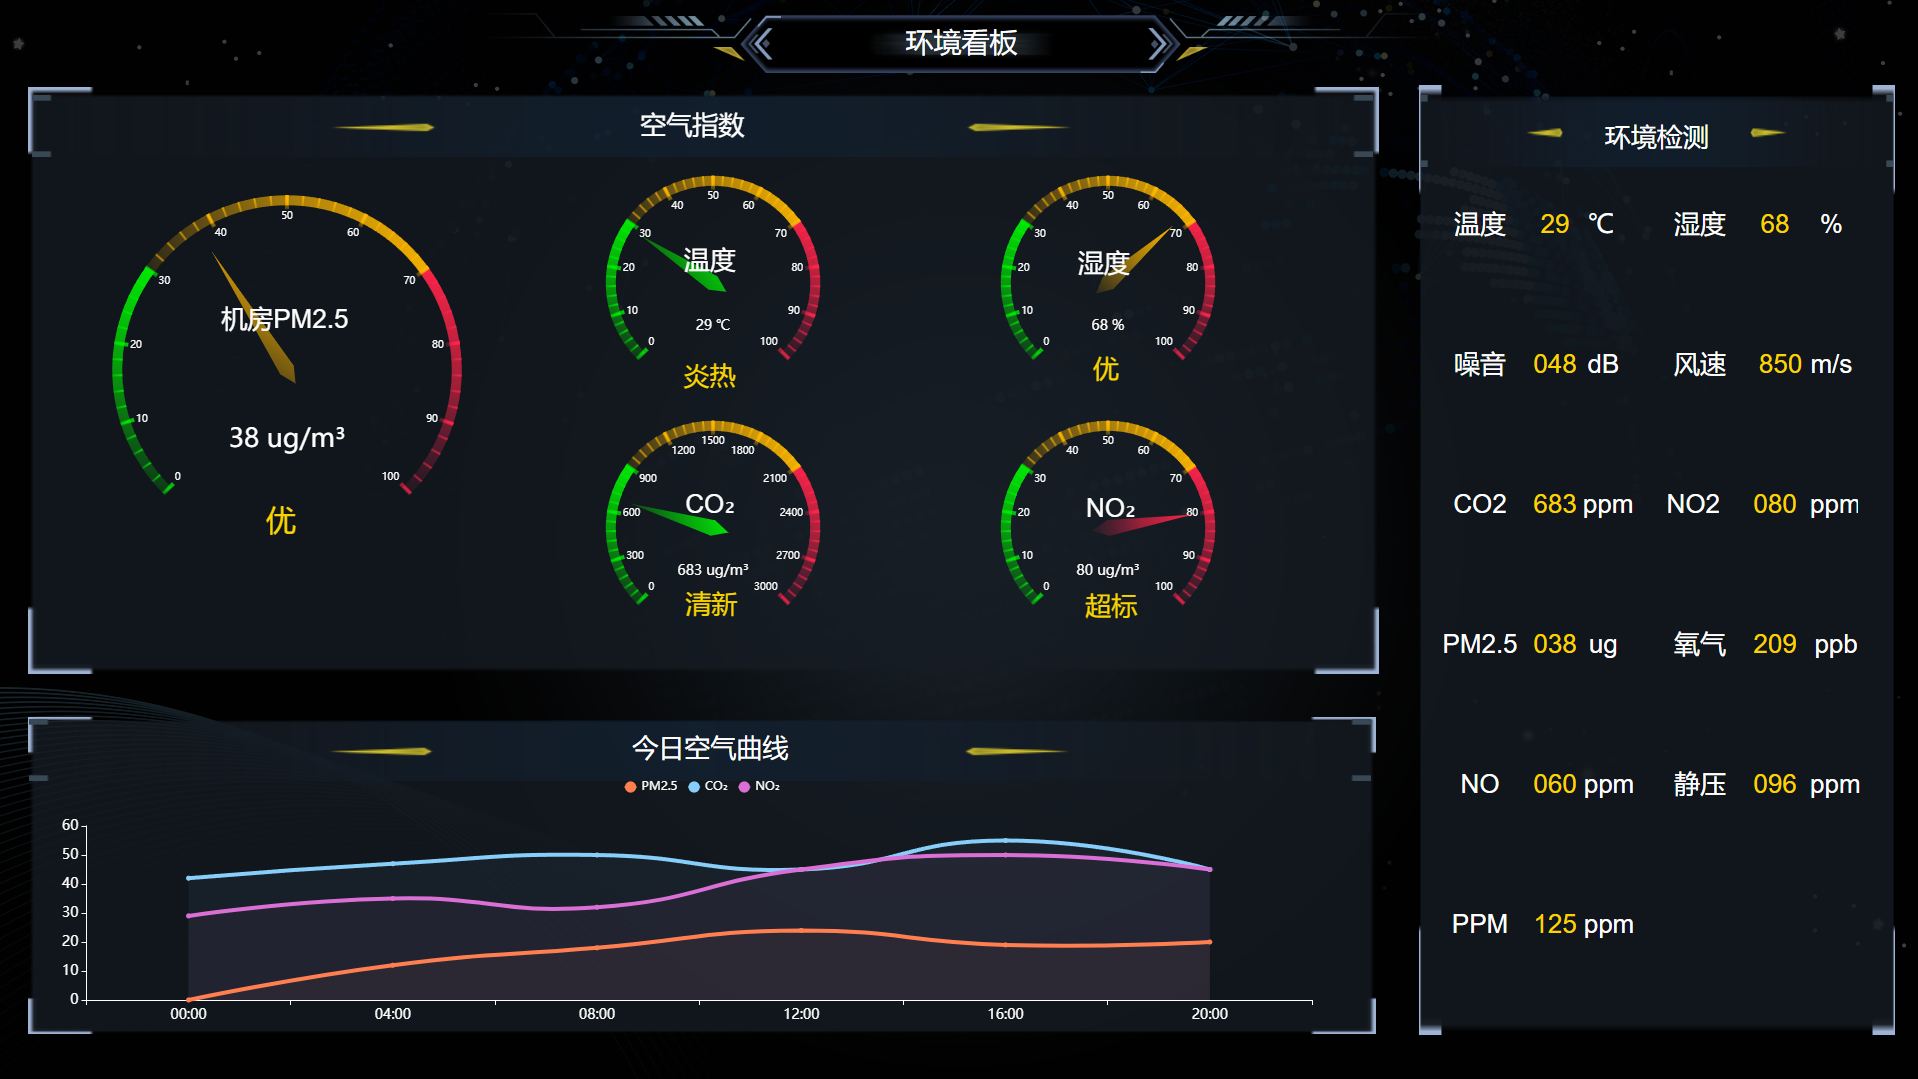 环境看板
空气指数
机房PM2.5
38 ug/m³
优
0 10 20 30 40 50 60 70 80 90 100
温度
29 ℃
炎热
0 10 20 30 40 50 60 70 80 90 100
湿度
68 %
优
0 10 20 30 40 50 60 70 80 90 100
CO₂
683 ug/m³
清新
0 300 600 900 1200 1500 1800 2100 2400 2700 3000
NO₂
80 ug/m³
超标
0 10 20 30 40 50 60 70 80 90 100
今日空气曲线
PM2.5 CO₂ NO₂
60
50
40
30
20
10
0
00:00 04:00 08:00 12:00 16:00 20:00
环境检测
温度 29 ℃ 湿度 68 %
噪音 048 dB 风速 850 m/s
CO2 683 ppm NO2 080 ppm
PM2.5 038 ug 氧气 209 ppb
NO 060 ppm 静压 096 ppm
PPM 125 ppm